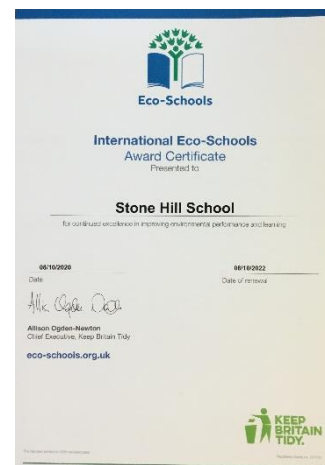 Eco-Schools
International Eco-Schools
Award Certificate
Presented to
Stone Hill School
for continued excellence in improving environmental performance and learning
08/10/2020
Date
08/10/2022
Date of renewal
Allison Ogden-Newton
Chief Executive, Keep Britain Tidy
eco-schools.org.uk
KEEP
BRITAIN
TIDY.